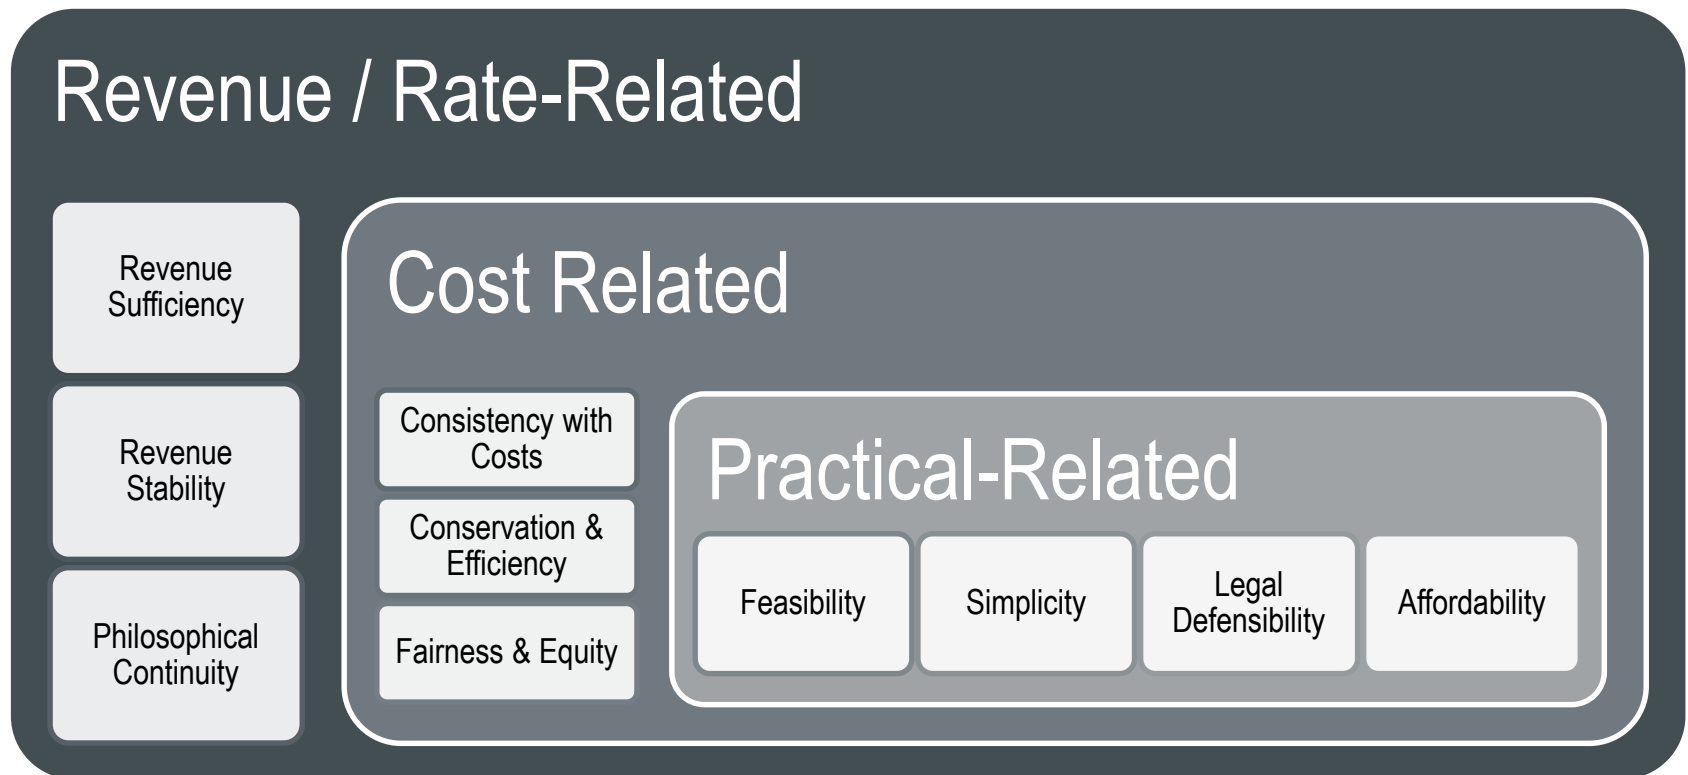 Revenue / Rate-Related
Revenue
Sufficiency
Revenue
Stability
Philosophical
Continuity
Cost Related
Consistency with
Costs
Conservation &
Efficiency
Fairness & Equity
Practical-Related
Feasibility
Simplicity
Legal
Defensibility
Affordability